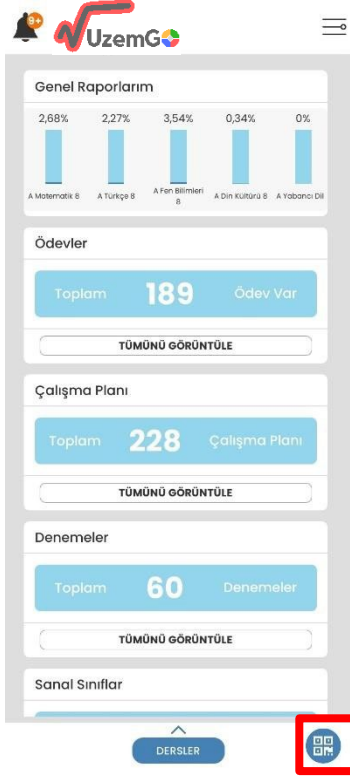 9+
UzemGo
Genel Raporlarım
2,68% 2,27% 3,54% 0,34% 0%
A Matematik 8 A Türkçe 8 A Fen Bilimleri 8 A Din Kültürü 8 A Yabancı Dil
Ödevler
Toplam 189 Ödev Var
TÜMÜNÜ GÖRÜNTÜLE
Çalışma Planı
Toplam 228 Çalışma Planı
TÜMÜNÜ GÖRÜNTÜLE
Denemeler
Toplam 60 Denemeler
TÜMÜNÜ GÖRÜNTÜLE
Sanal Sınıflar
DERSLER